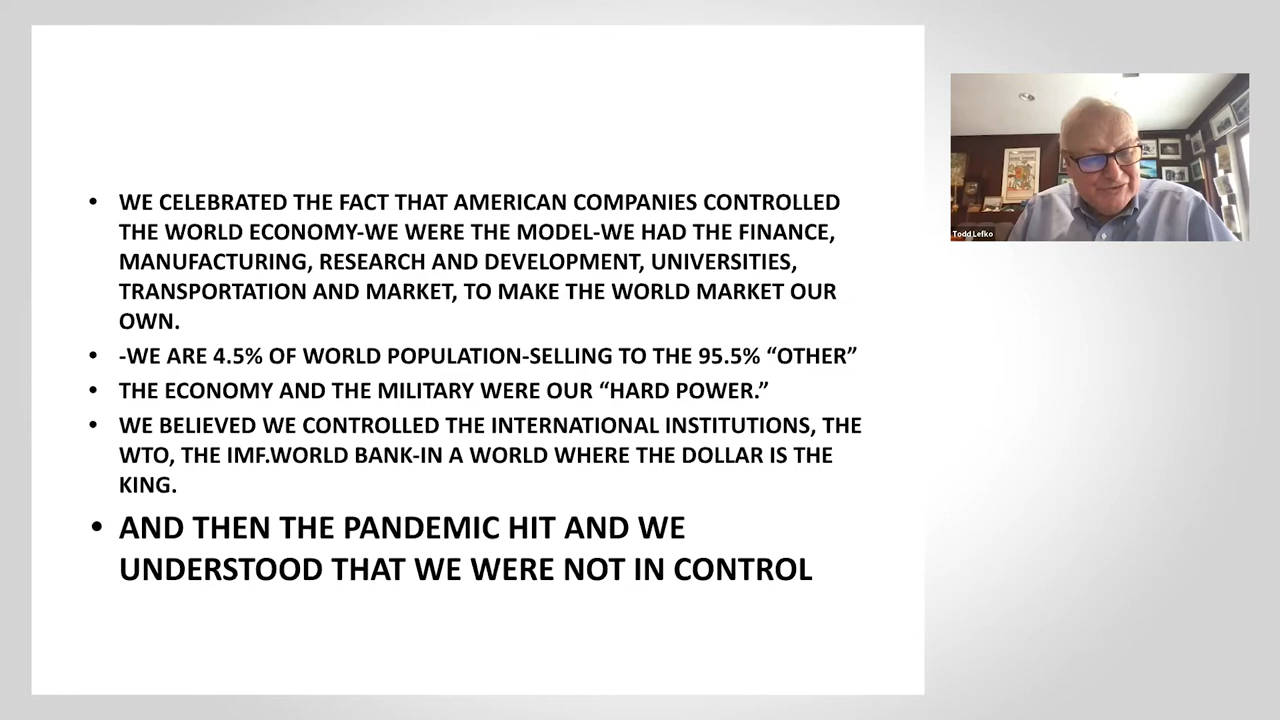 • WE CELEBRATED THE FACT THAT AMERICAN COMPANIES CONTROLLED
THE WORLD ECONOMY-WE WERE THE MODEL-WE HAD THE FINANCE,
MANUFACTURING, RESEARCH AND DEVELOPMENT, UNIVERSITIES,
TRANSPORTATION AND MARKET, TO MAKE THE WORLD MARKET OUR
OWN.
• -WE ARE 4.5% OF WORLD POPULATION-SELLING TO THE 95.5% “OTHER”
• THE ECONOMY AND THE MILITARY WERE OUR “HARD POWER.”
• WE BELIEVED WE CONTROLLED THE INTERNATIONAL INSTITUTIONS, THE
WTO, THE IMF.WORLD BANK-IN A WORLD WHERE THE DOLLAR IS THE
KING.
• AND THEN THE PANDEMIC HIT AND WE
UNDERSTOOD THAT WE WERE NOT IN CONTROL
Todd Lefko